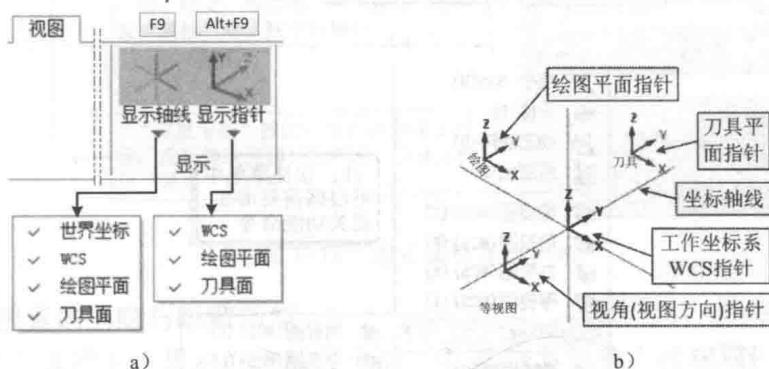 视图
F9
Alt+F9
显示轴线 显示指针
显示
世界坐标
WCS
绘图平面
刀具面
WCS
绘图平面
刀具面
a)
绘图平面指针
刀具平面指针
坐标轴线
工作坐标系
WCS指针
视角(视图方向)指针
Z
Y
X
绘图
Z
Y
X
刀具
Z
Y
X
Z
Y
X
等视图
b)